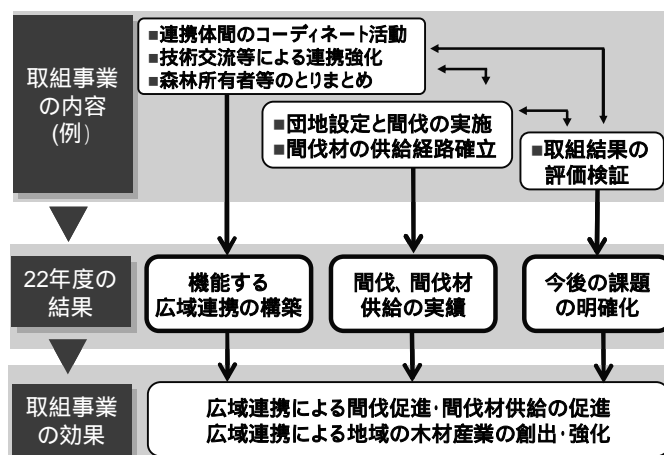 取組事業
の内容
(例)
■連携体間のコーディネート活動
■技術交流等による連携強化
■森林所有者等のとりまとめ
■団地設定と間伐の実施
■間伐材の供給経路確立
■取組結果の
評価検証
22年度の
結果
機能する
広域連携の構築
間伐、間伐材
供給の実績
今後の課題
の明確化
取組事業
の効果
広域連携による間伐促進・間伐材供給の促進
広域連携による地域の木材産業の創出・強化